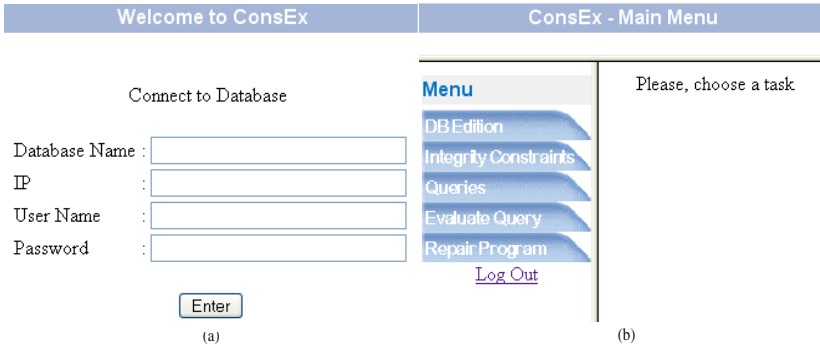 Welcome to ConsEx
Connect to Database
Database Name :
IP :
User Name :
Password :
Enter
(a)
ConsEx - Main Menu
Menu
DB Edition
Integrity Constraints
Queries
Evaluate Query
Repair Program
Log Out
Please, choose a task
(b)